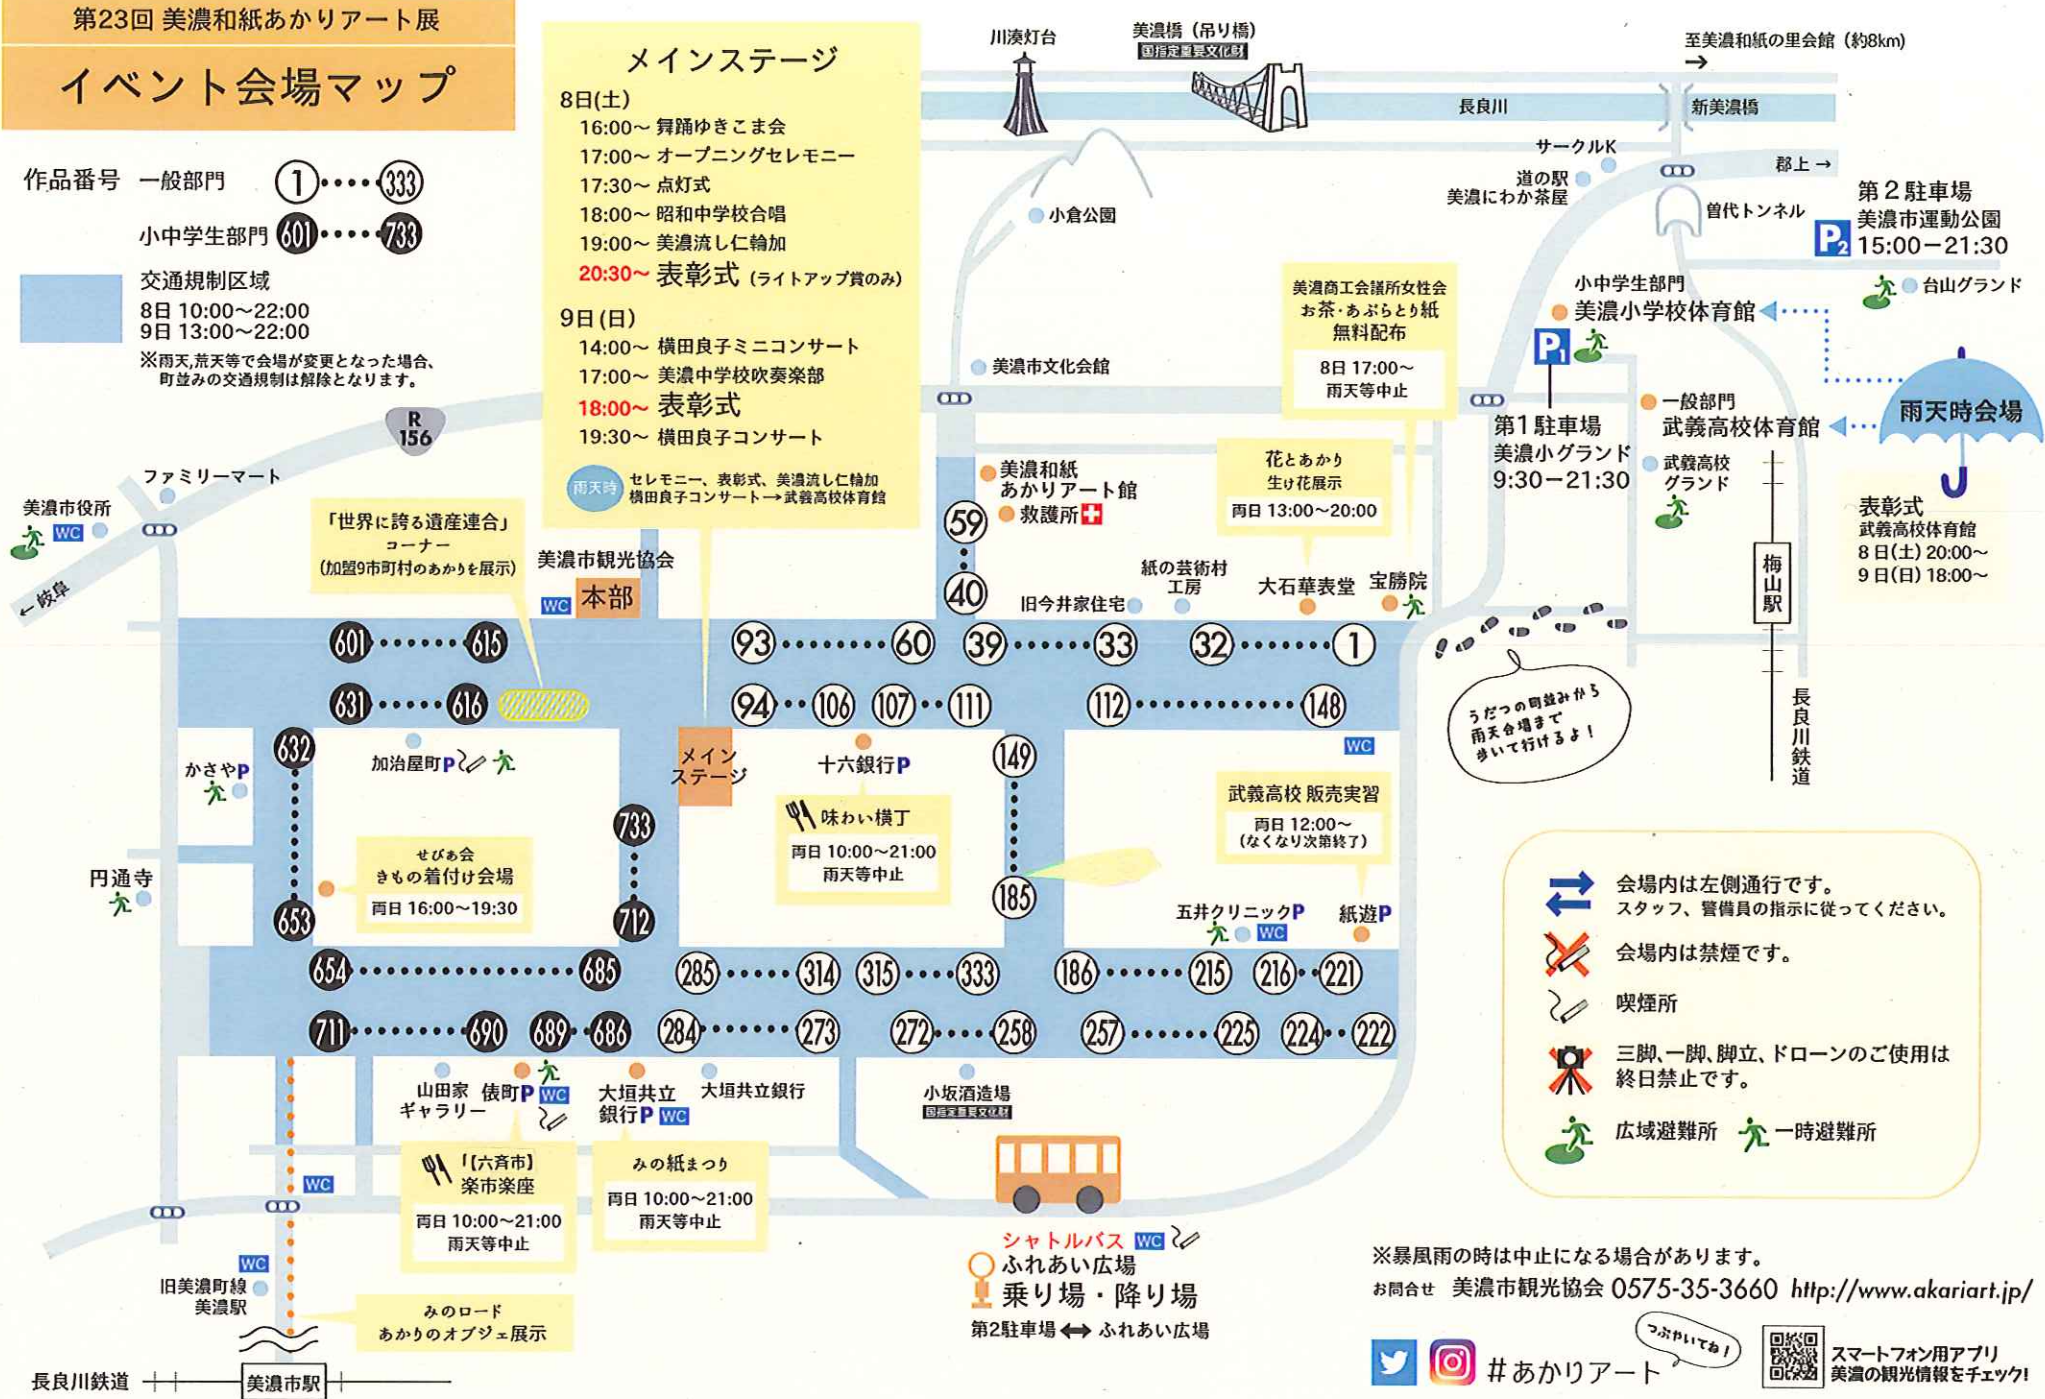 第23回 美濃和紙あかりアート展
イベント会場マップ
作品番号 一般部門 1 333
小中学生部門 601 733
交通規制区域
8日 10:00〜22:00
9日 13:00〜22:00
※雨天,荒天等で会場が変更となった場合、
町並みの交通規制は解除となります。
メインステージ
8日(土)
16:00〜 舞踊ゆきこま会
17:00〜 オープニングセレモニー
17:30〜 点灯式
18:00〜 昭和中学校合唱
19:00〜 美濃流し仁輪加
20:30〜 表彰式 (ライトアップ賞のみ)
9日(日)
14:00〜 横田良子ミニコンサート
17:00〜 美濃中学校吹奏楽部
18:00〜 表彰式
19:30〜 横田良子コンサート
雨天時
セレモニー、表彰式、美濃流し仁輪加
横田良子コンサート→武義高校体育館
川湊灯台
美濃橋(吊り橋)
国指定重要文化財
至美濃和紙の里会館(約8km)
→
長良川
新美濃橋
サークルK
道の駅
美濃にわか茶屋
郡上→
曽代トンネル
第2駐車場
P2 美濃市運動公園
15:00−21:30
台山グランド
小倉公園
美濃市文化会館
美濃商工会議所女性会
お茶・あぶらとり紙
無料配布
8日 17:00〜
雨天等中止
小中学生部門
美濃小学校体育館
P1
第1駐車場
美濃小グランド
9:30−21:30
一般部門
武義高校体育館
武義高校
グランド
雨天時会場
表彰式
武義高校体育館
8日(土) 20:00〜
9日(日) 18:00〜
梅山駅
長良川鉄道
R
156
ファミリーマート
美濃市役所
WC
←岐阜
「世界に誇る遺産連合」
コーナー
(加盟9市町村のあかりを展示)
美濃市観光協会
WC 本部
美濃和紙
あかりアート館
救護所
59
40
花とあかり
生け花展示
両日 13:00〜20:00
旧今井家住宅
紙の芸術村
工房
大石華表堂
宝勝院
601 615
93 60 39 33 32 1
631 616
94 106 107 111 112 148
うだつの町並みから
雨天会場まで
歩いて行けるよ!
632
653
かさやP
加治屋町P
メイン
ステージ
十六銀行P
149
185
WC
味わい横丁
両日 10:00〜21:00
雨天等中止
武義高校 販売実習
両日 12:00〜
(なくなり次第終了)
733
712
せぴあ会
きもの着付け会場
両日 16:00〜19:30
円通寺
五井クリニックP
WC
紙遊P
654 685 285 314 315 333 186 215 216 221
711 690 689 686 284 273 272 258 257 225 224 222
山田家
ギャラリー
俵町P WC
大垣共立
銀行P WC
大垣共立銀行
小坂酒造場
国指定重要文化財
「【六斉市】
楽市楽座
両日 10:00〜21:00
雨天等中止
みの紙まつり
両日 10:00〜21:00
雨天等中止
WC
WC
旧美濃町線
美濃駅
みのロード
あかりのオブジェ展示
長良川鉄道
美濃市駅
シャトルバス WC
ふれあい広場
乗り場・降り場
第2駐車場⟷ふれあい広場
会場内は左側通行です。
スタッフ、警備員の指示に従ってください。
会場内は禁煙です。
喫煙所
三脚、一脚、脚立、ドローンのご使用は
終日禁止です。
広域避難所 一時避難所
※暴風雨の時は中止になる場合があります。
お問合せ 美濃市観光協会 0575-35-3660 http://www.akariart.jp/
#あかりアート
つぶやいてね!
スマートフォン用アプリ
美濃の観光情報をチェック!